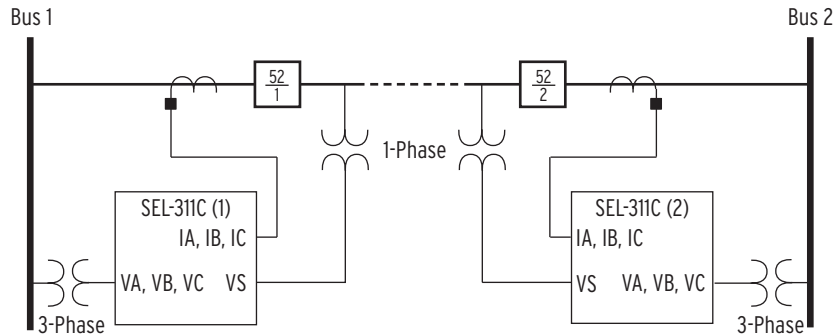 Bus 1
Bus 2
52
1
52
2
1-Phase
SEL-311C (1)
IA, IB, IC
VA, VB, VC VS
3-Phase
SEL-311C (2)
IA, IB, IC
VS VA, VB, VC
3-Phase